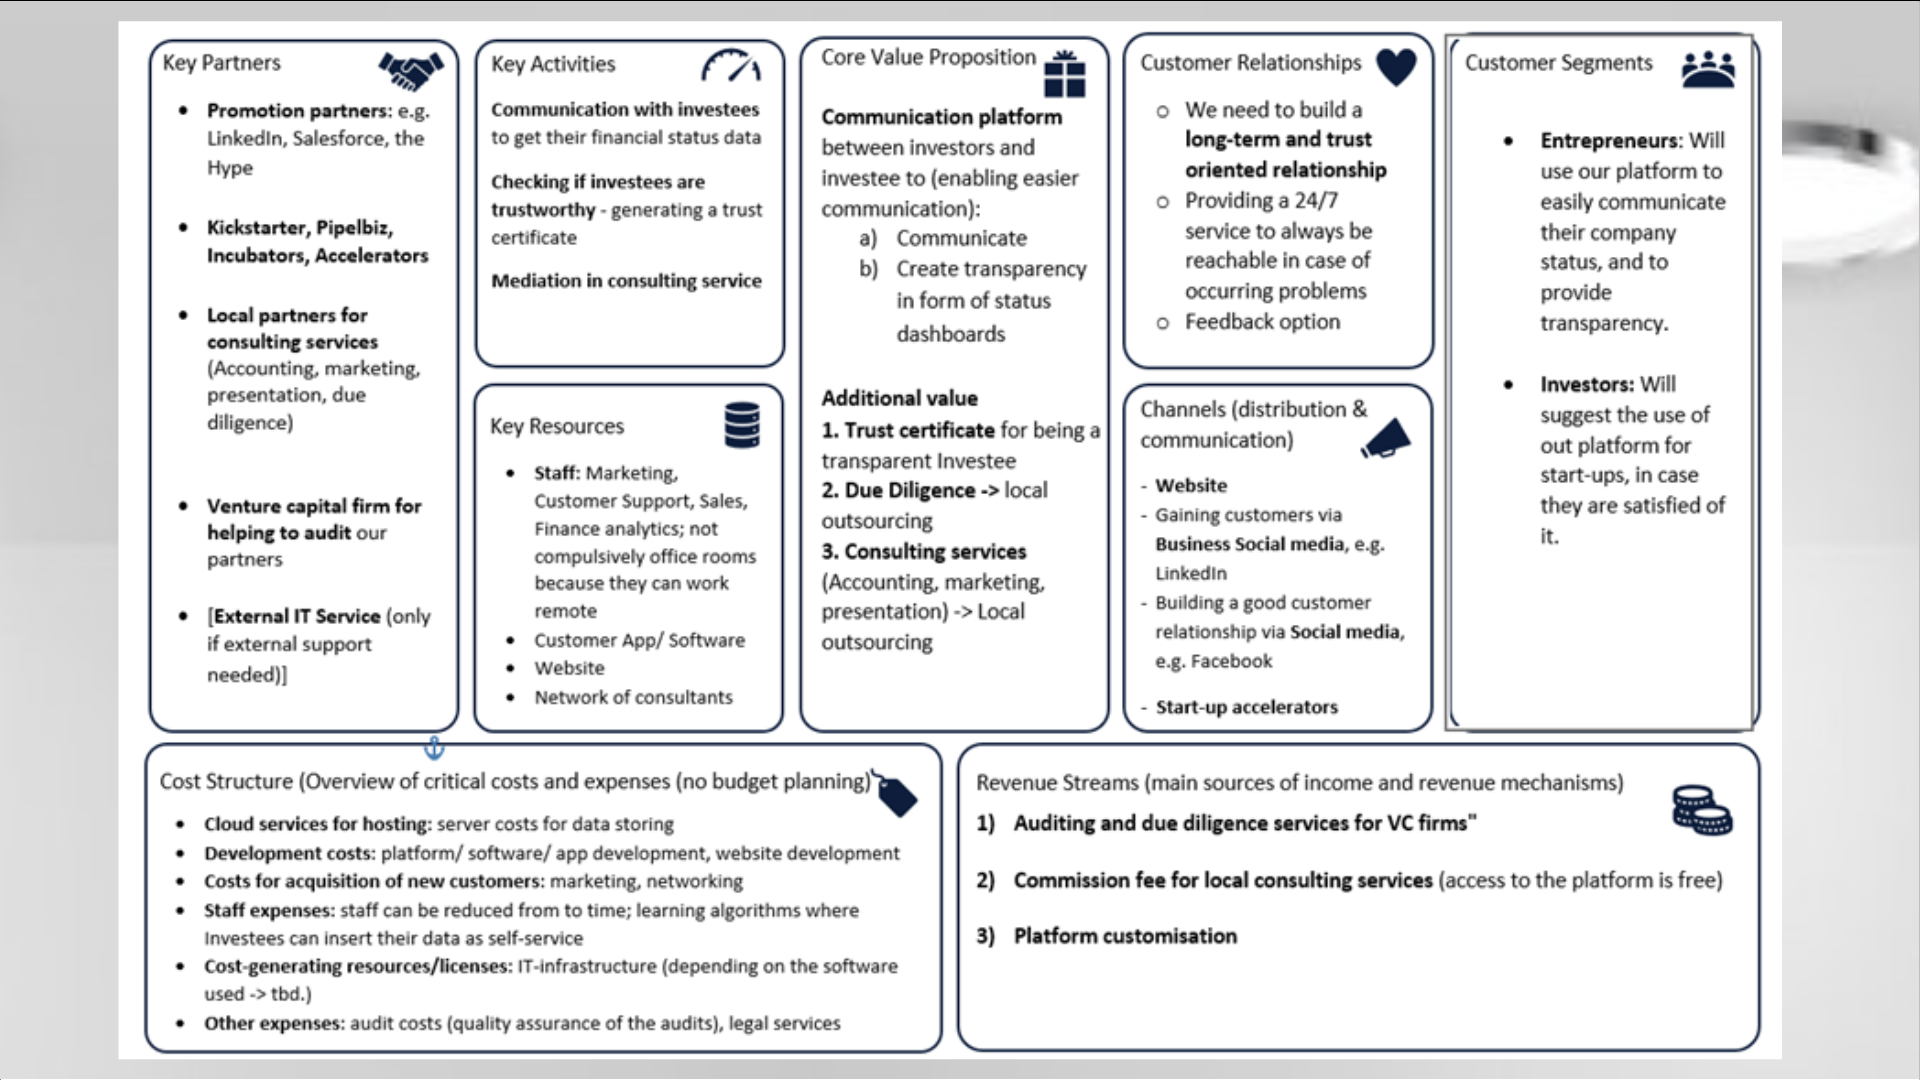 Key Partners
• Promotion partners: e.g.
LinkedIn, Salesforce, the
Hype
• Kickstarter, Pipelbiz,
Incubators, Accelerators
• Local partners for
consulting services
(Accounting, marketing,
presentation, due
diligence)
• Venture capital firm for
helping to audit our
partners
• [External IT Service (only
if external support
needed)]
Key Activities
Communication with investees
to get their financial status data
Checking if investees are
trustworthy - generating a trust
certificate
Mediation in consulting service
Key Resources
• Staff: Marketing,
Customer Support, Sales,
Finance analytics; not
compulsively office rooms
because they can work
remote
• Customer App/ Software
• Website
• Network of consultants
Core Value Proposition
Communication platform
between investors and
investee to (enabling easier
communication):
a) Communicate
b) Create transparency
in form of status
dashboards
Additional value
1. Trust certificate for being a
transparent Investee
2. Due Diligence -> local
outsourcing
3. Consulting services
(Accounting, marketing,
presentation) -> Local
outsourcing
Customer Relationships
o We need to build a
long-term and trust
oriented relationship
o Providing a 24/7
service to always be
reachable in case of
occurring problems
o Feedback option
Channels (distribution &
communication)
- Website
- Gaining customers via
Business Social media, e.g.
LinkedIn
- Building a good customer
relationship via Social media,
e.g. Facebook
- Start-up accelerators
Customer Segments
• Entrepreneurs: Will
use our platform to
easily communicate
their company
status, and to
provide
transparency.
• Investors: Will
suggest the use of
out platform for
start-ups, in case
they are satisfied of
it.
Cost Structure (Overview of critical costs and expenses (no budget planning)
• Cloud services for hosting: server costs for data storing
• Development costs: platform/ software/ app development, website development
• Costs for acquisition of new customers: marketing, networking
• Staff expenses: staff can be reduced from to time; learning algorithms where
Investees can insert their data as self-service
• Cost-generating resources/licenses: IT-infrastructure (depending on the software
used -> tbd.)
• Other expenses: audit costs (quality assurance of the audits), legal services
Revenue Streams (main sources of income and revenue mechanisms)
1) Auditing and due diligence services for VC firms"
2) Commission fee for local consulting services (access to the platform is free)
3) Platform customisation